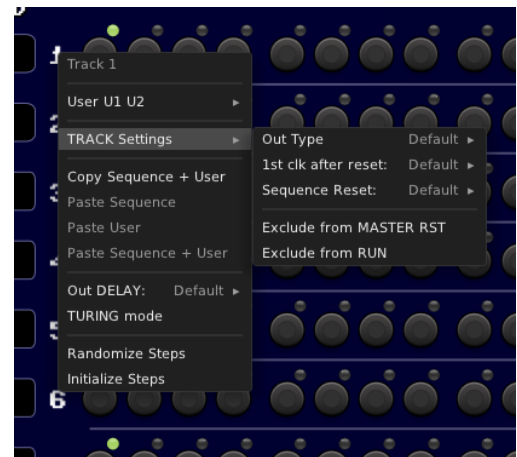 1
Track 1
User U1 U2
2
TRACK Settings
Out Type Default
1st clk after reset: Default
Copy Sequence + User
Sequence Reset: Default
Paste Sequence
3
Paste User
Exclude from MASTER RST
Paste Sequence + User
Exclude from RUN
4
Out DELAY: Default
TURING mode
5
Randomize Steps
Initialize Steps
6